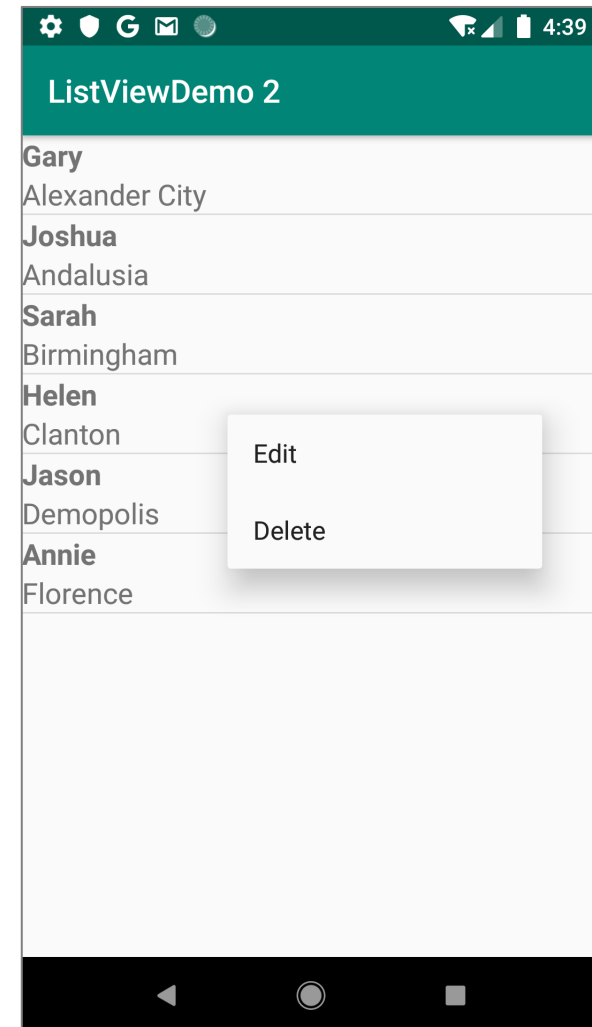 4:39
ListViewDemo 2
Gary
Alexander City
Joshua
Andalusia
Sarah
Birmingham
Helen
Clanton
Jason
Demopolis
Annie
Florence
Edit
Delete